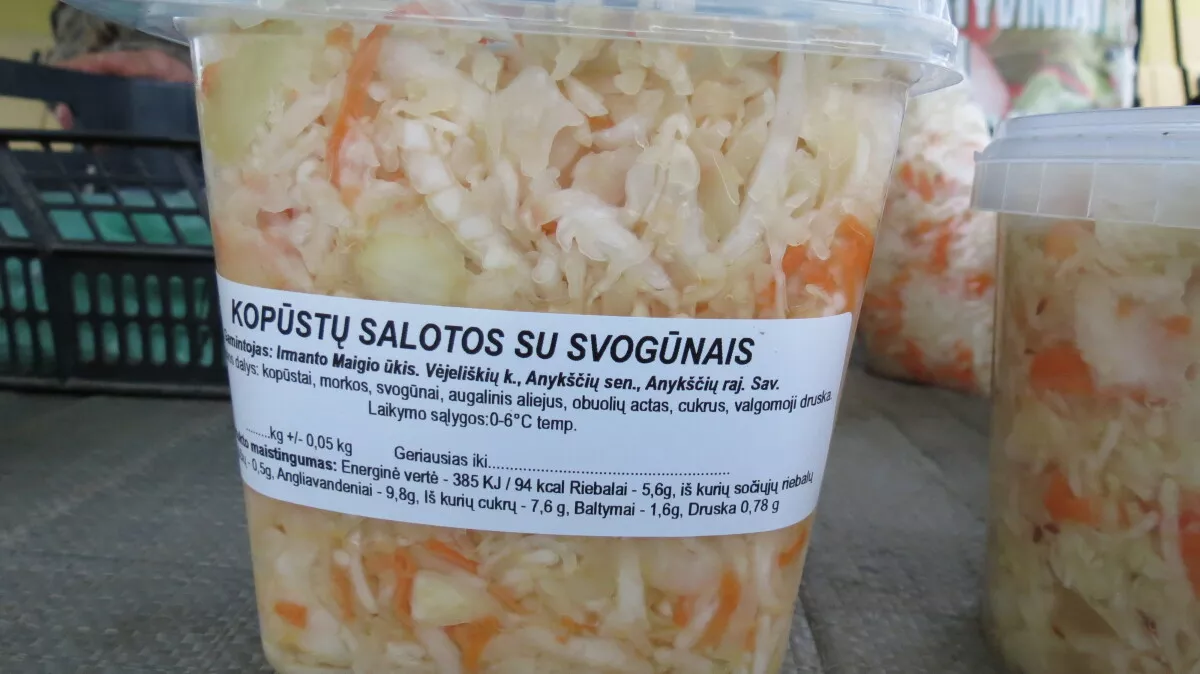 KOPŪSTŲ SALOTOS SU SVOGŪNAIS
amintojas: Irmanto Maigio ūkis. Vėjeliškių k., Anykščių sen., Anykščių raj. Sav.
dalys: kopūstai, morkos, svogūnai, augalinis aliejus, obuolių actas, cukrus, valgomoji druska.
Laikymo sąlygos:0-6°C temp.
........kg +/- 0,05 kg Geriausias iki......................................................
maistingumas: Energinė vertė - 385 KJ / 94 kcal Riebalai - 5,6g, iš kurių sočiųjų riebalų
- 0,5g, Angliavandeniai - 9,8g, Iš kurių cukrų - 7,6 g, Baltymai - 1,6g, Druska 0,78 g